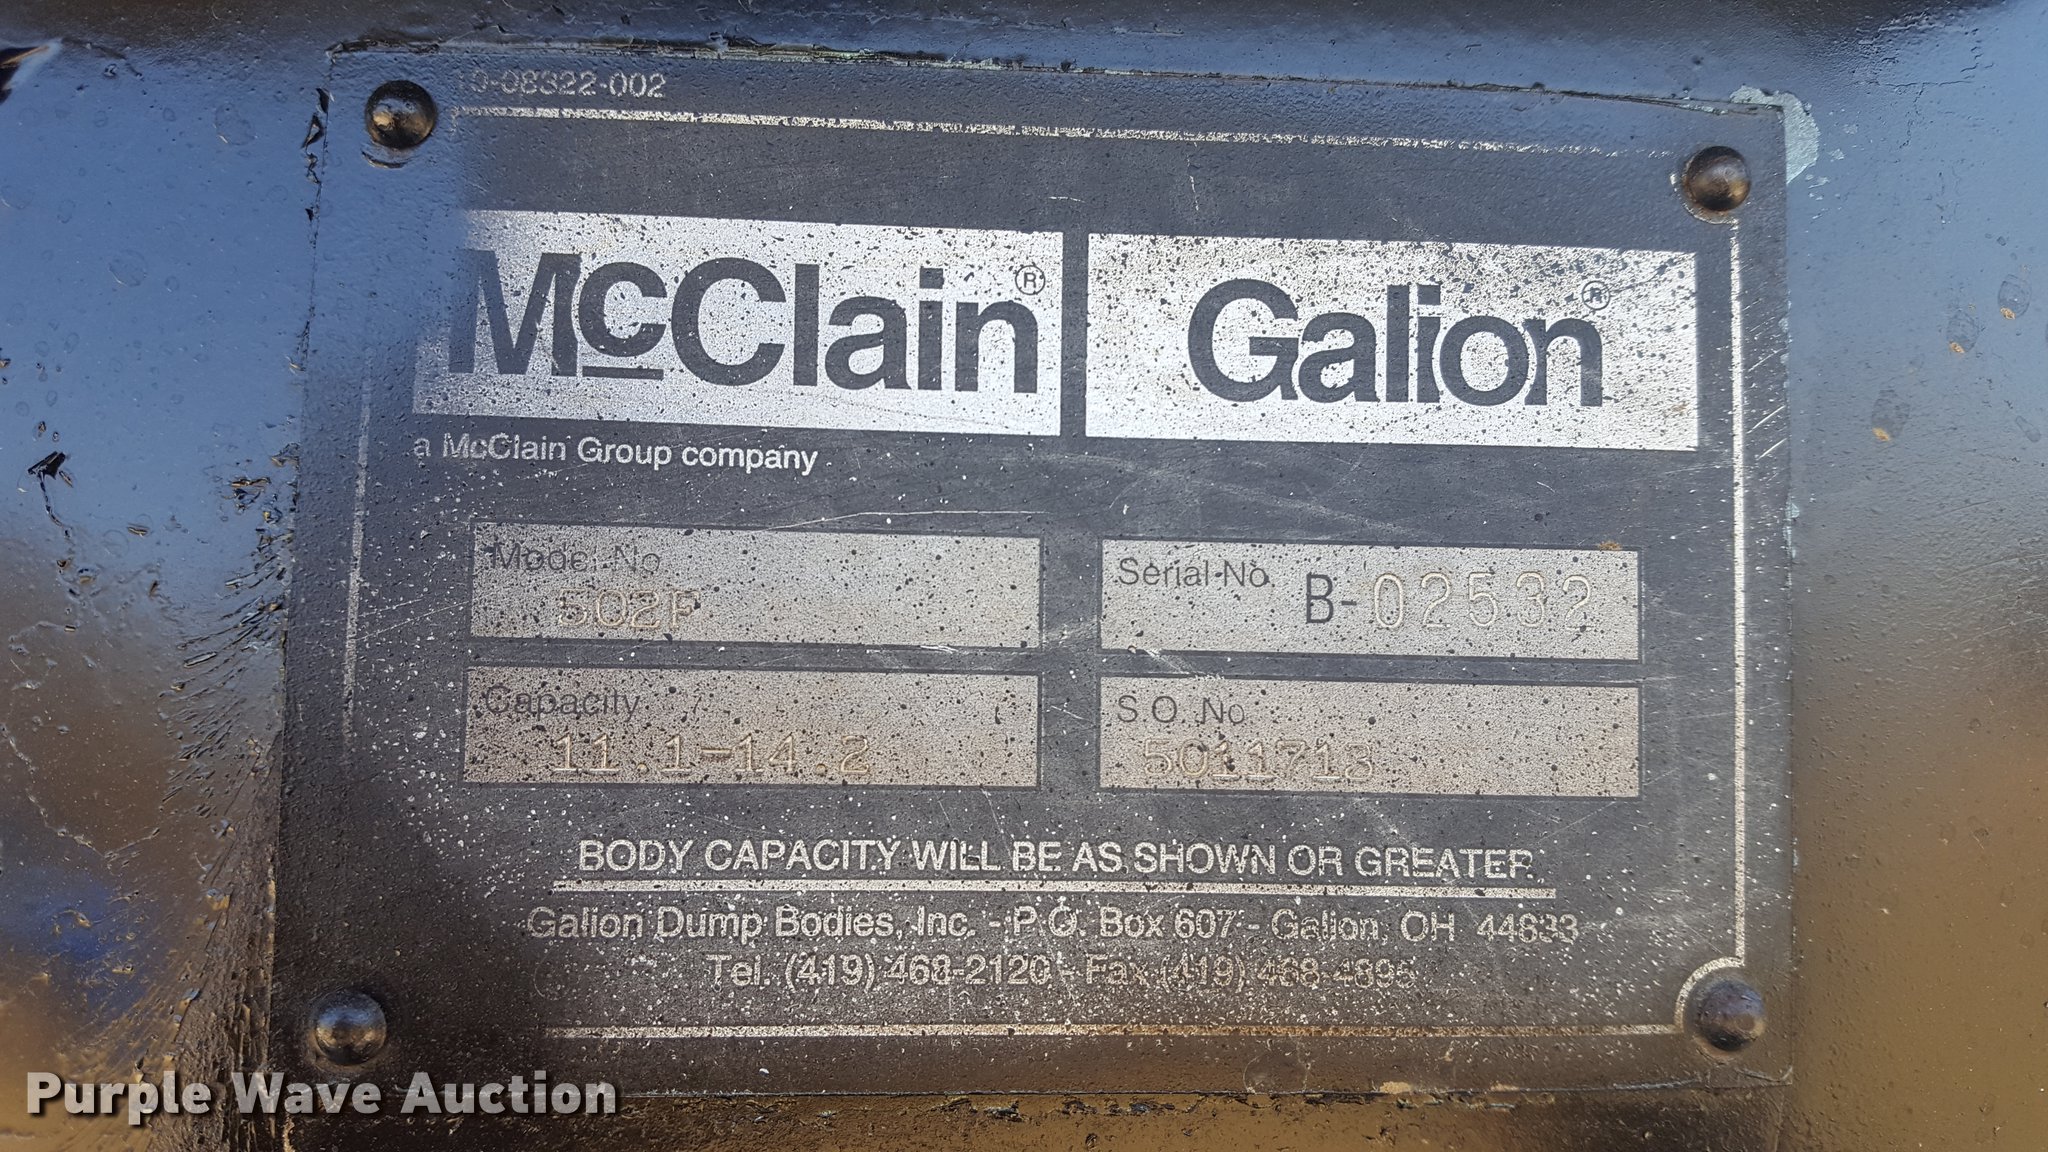 10-08322-002
McClain® Galion®
a McClain Group company
Model No.
502F
Serial No. B-02532
Capacity
11.1-14.2
S.O. No.
5011713
BODY CAPACITY WILL BE AS SHOWN OR GREATER.
Galion Dump Bodies, Inc. - P.O. Box 607 - Galion, OH 44833
Tel. (419) 468-2120 - Fax (419) 468-4895
Purple Wave Auction